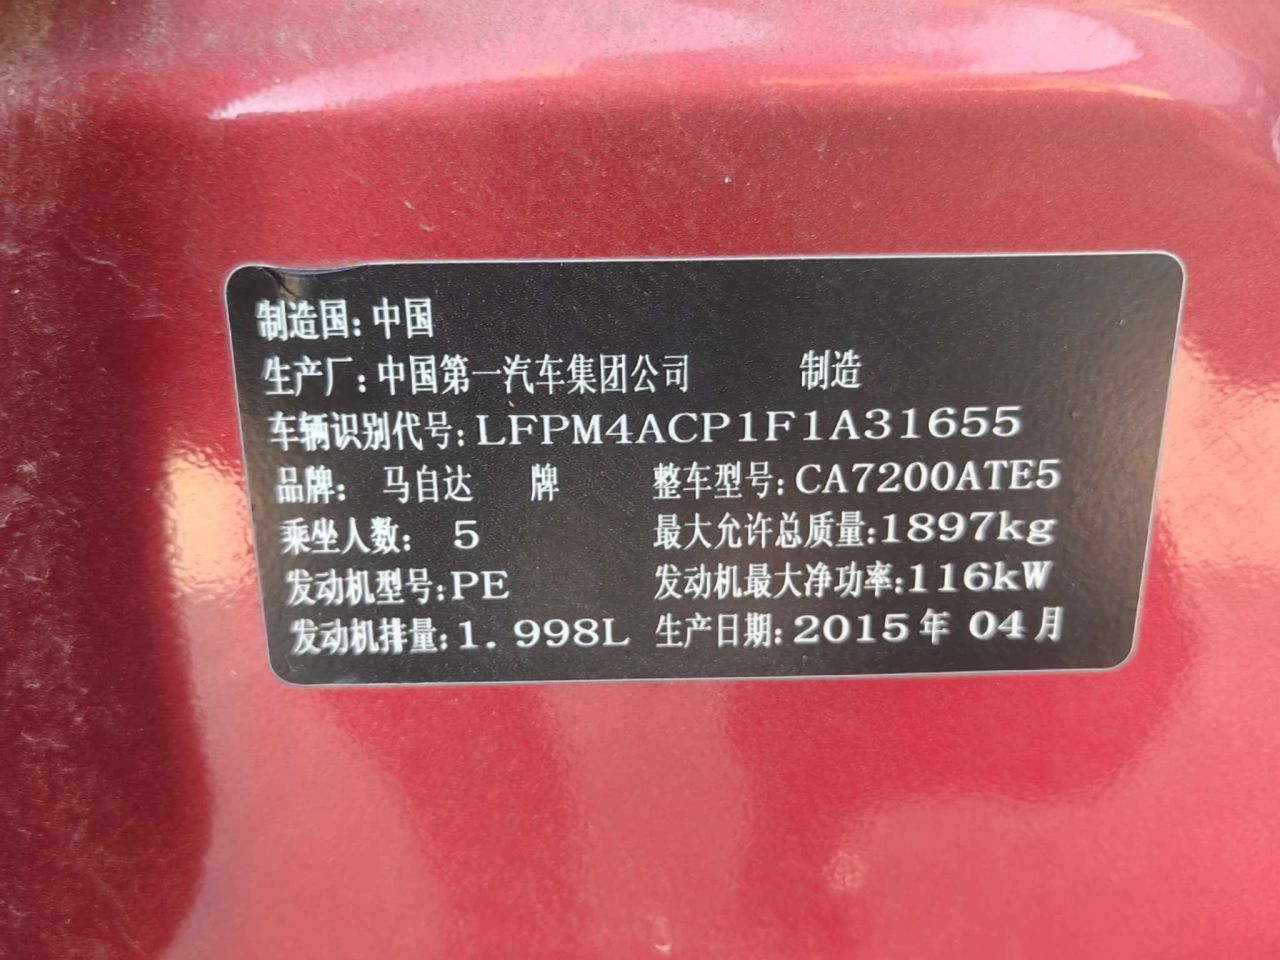 制造国：中国
生产厂：中国第一汽车集团公司 制造
车辆识别代号：LFPM4ACP1F1A31655
品牌： 马自达 牌 整车型号：CA7200ATE5
乘坐人数： 5 最大允许总质量：1897kg
发动机型号：PE 发动机最大净功率：116kW
发动机排量：1.998L 生产日期：2015年 04月